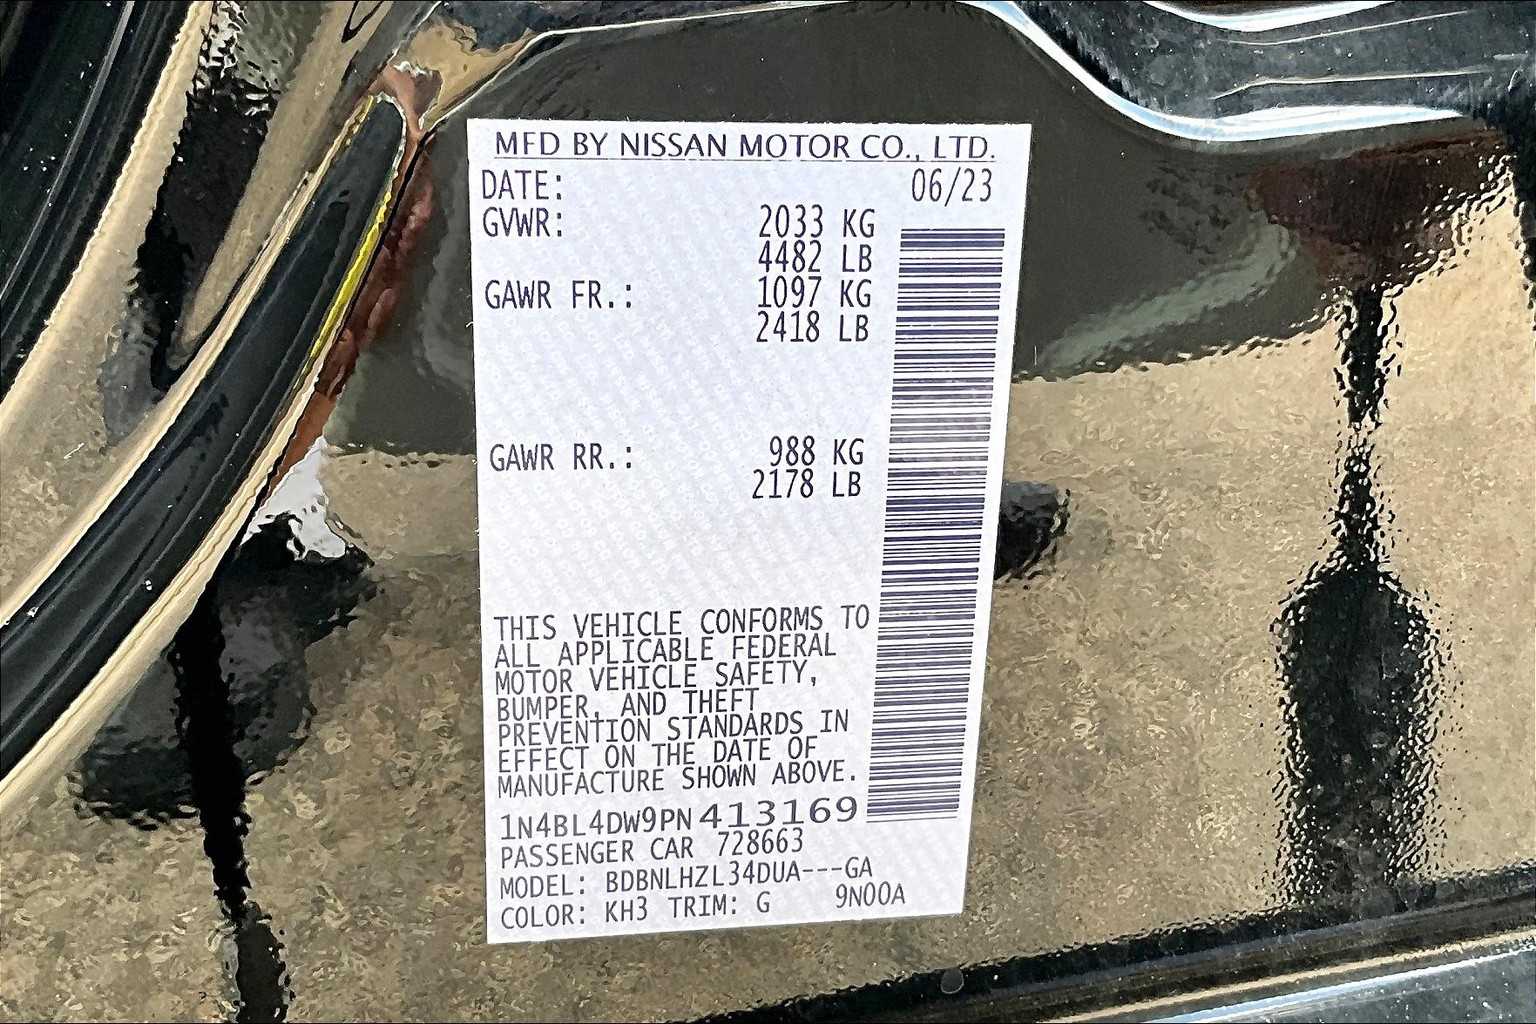 MFD BY NISSAN MOTOR CO., LTD.
DATE: 06/23
GVWR: 2033 KG
4482 LB
GAWR FR.: 1097 KG
2418 LB
GAWR RR.: 988 KG
2178 LB
THIS VEHICLE CONFORMS TO
ALL APPLICABLE FEDERAL
MOTOR VEHICLE SAFETY,
BUMPER, AND THEFT
PREVENTION STANDARDS IN
EFFECT ON THE DATE OF
MANUFACTURE SHOWN ABOVE.
1N4BL4DW9PN413169
PASSENGER CAR 728663
MODEL: BDBNLHZL34DUA---GA
COLOR: KH3 TRIM: G 9N00A